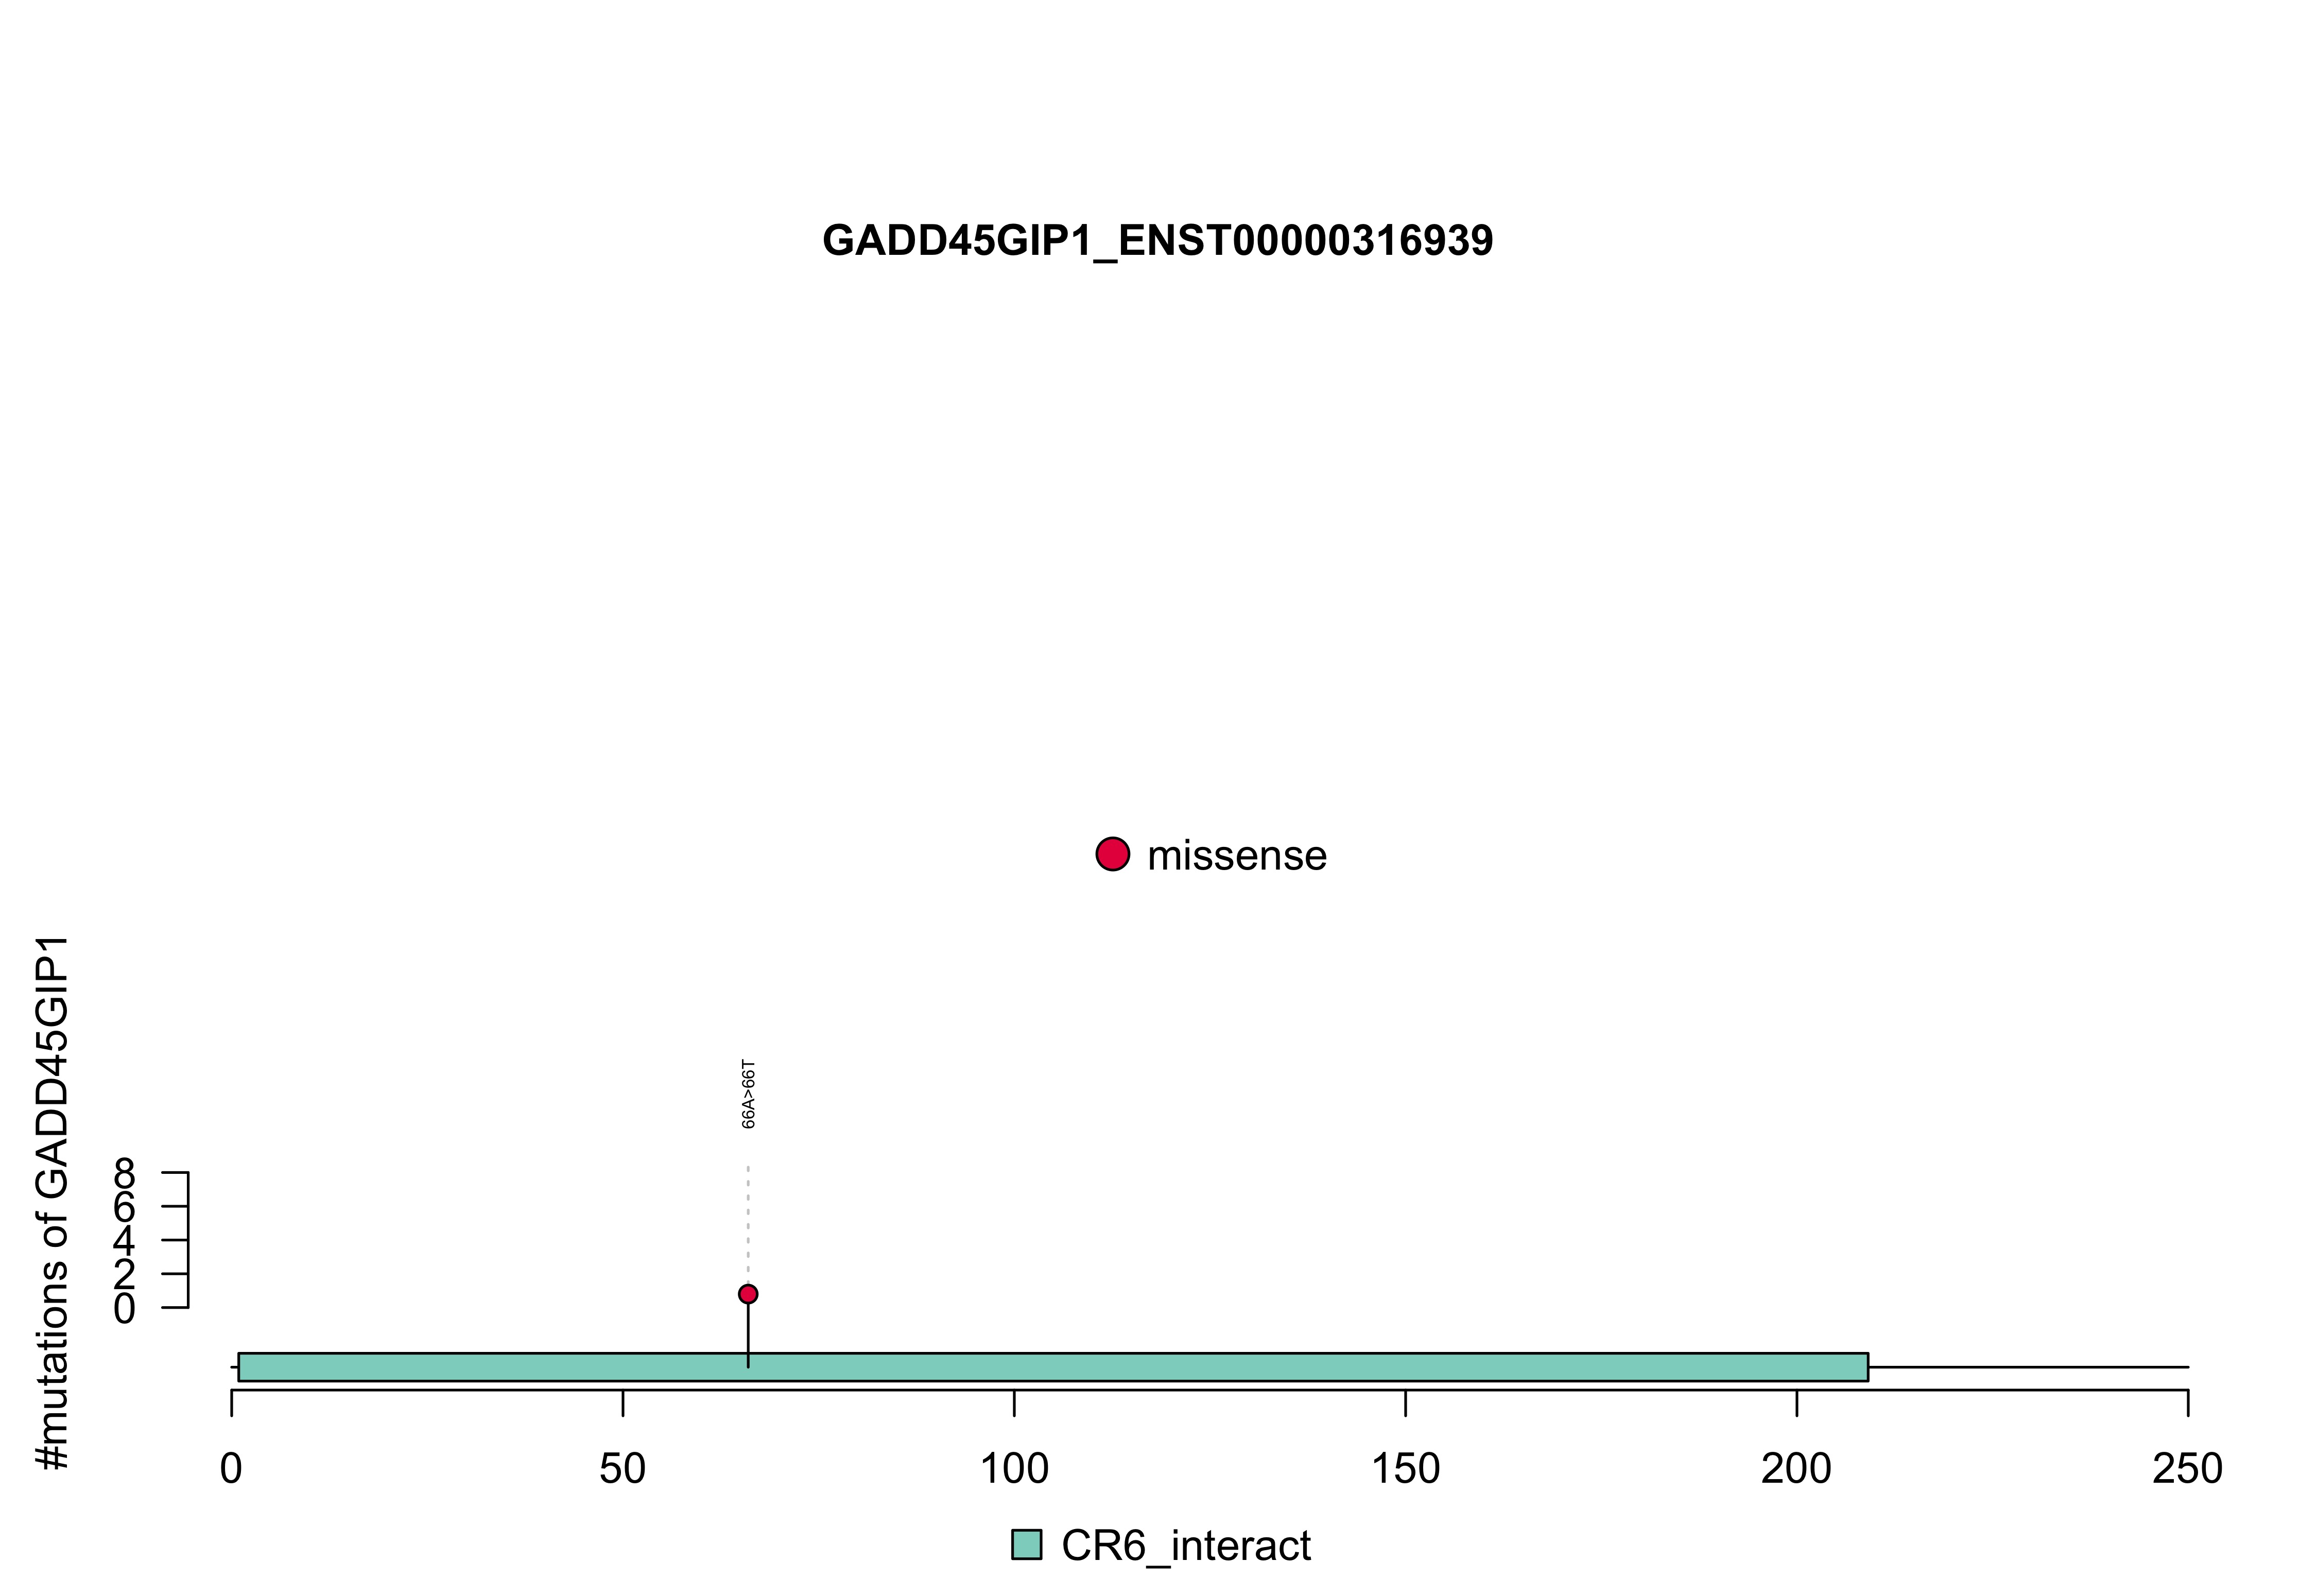 GADD45GIP1_ENST00000316939
missense
#mutations of GADD45GIP1
66A>66T
8
6
4
2
0
0 50 100 150 200 250
CR6_interact